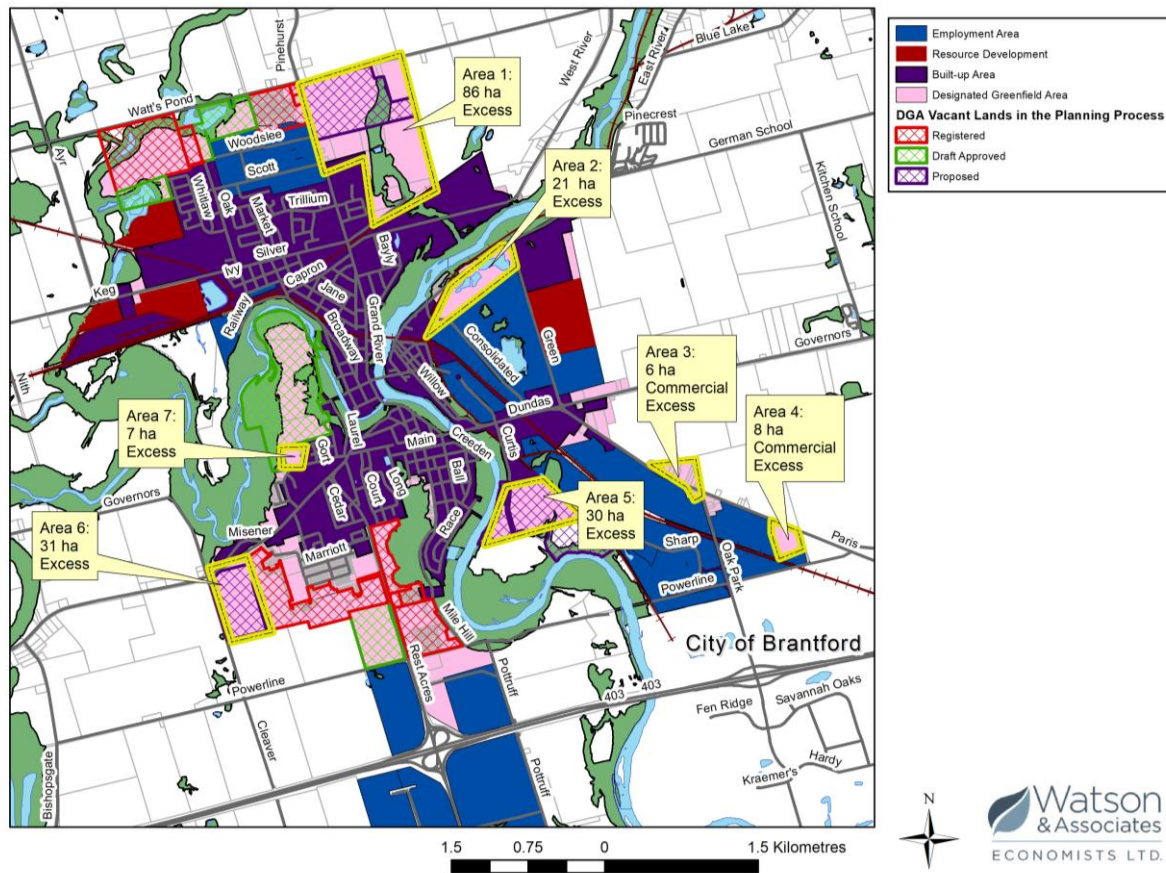 Watt's Pond
Pinehurst
Area 1:
86 ha
Excess
West River
East River
Blue Lake
Pinecrest
German School
Kitchen School
Ayr
Woodslee
Scott
Whitlaw
Oak
Market
Trillium
Silver
Ivy
Capron
Jane
Bayly
Keg
Railway
Broadway
Grand River
Area 2:
21 ha
Excess
Consolidated
Green
Governors
Nith
Willow
Dundas
Area 3:
6 ha
Commercial
Excess
Area 4:
8 ha
Commercial
Excess
Area 7:
7 ha
Excess
Gort
Laurel
Main
Creeden
Curtis
Cedar
Court
Long
Ball
Race
Governors
Misener
Marriott
Area 5:
30 ha
Excess
Area 6:
31 ha
Excess
Sharp
Oak Park
Paris
Powerline
Mile Hill
City of Brantford
Powerline
Rest Acres
Pottruff
403
403
Fen Ridge
Savannah Oaks
Hardy
Kraemer's
Cleaver
Bishopsgate
Pottruff
Employment Area
Resource Development
Built-up Area
Designated Greenfield Area
DGA Vacant Lands in the Planning Process
Registered
Draft Approved
Proposed
1.5 0.75 0 1.5 Kilometres
N
Watson
& Associates
ECONOMISTS LTD.